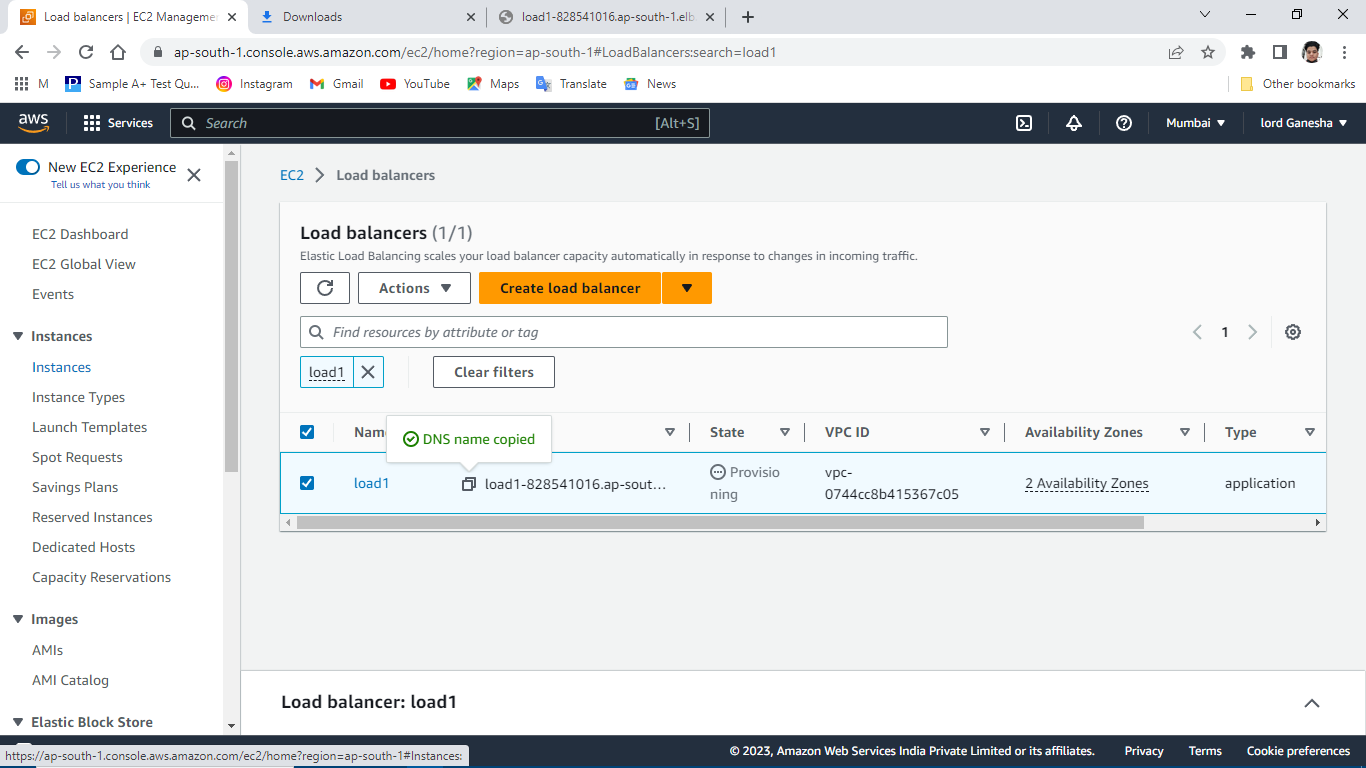 Load balancers | EC2 Manageme
Downloads
load1-828541016.ap-south-1.elb
ap-south-1.console.aws.amazon.com/ec2/home?region=ap-south-1#LoadBalancers:search=load1
M
Sample A+ Test Qu...
Instagram
Gmail
YouTube
Maps
Translate
News
Other bookmarks
aws
Services
Search
[Alt+S]
Mumbai
lord Ganesha
New EC2 Experience
Tell us what you think
EC2 Dashboard
EC2 Global View
Events
Instances
Instances
Instance Types
Launch Templates
Spot Requests
Savings Plans
Reserved Instances
Dedicated Hosts
Capacity Reservations
Images
AMIs
AMI Catalog
Elastic Block Store
EC2
Load balancers
Load balancers (1/1)
Elastic Load Balancing scales your load balancer capacity automatically in response to changes in incoming traffic.
Actions
Create load balancer
Find resources by attribute or tag
1
load1
Clear filters
DNS name copied
State
VPC ID
Availability Zones
Type
load1
load1-828541016.ap-sout...
Provisio
ning
vpc-
0744cc8b415367c05
2 Availability Zones
application
Load balancer: load1
https://ap-south-1.console.aws.amazon.com/ec2/home?region=ap-south-1#Instances:
© 2023, Amazon Web Services India Private Limited or its affiliates.
Privacy
Terms
Cookie preferences